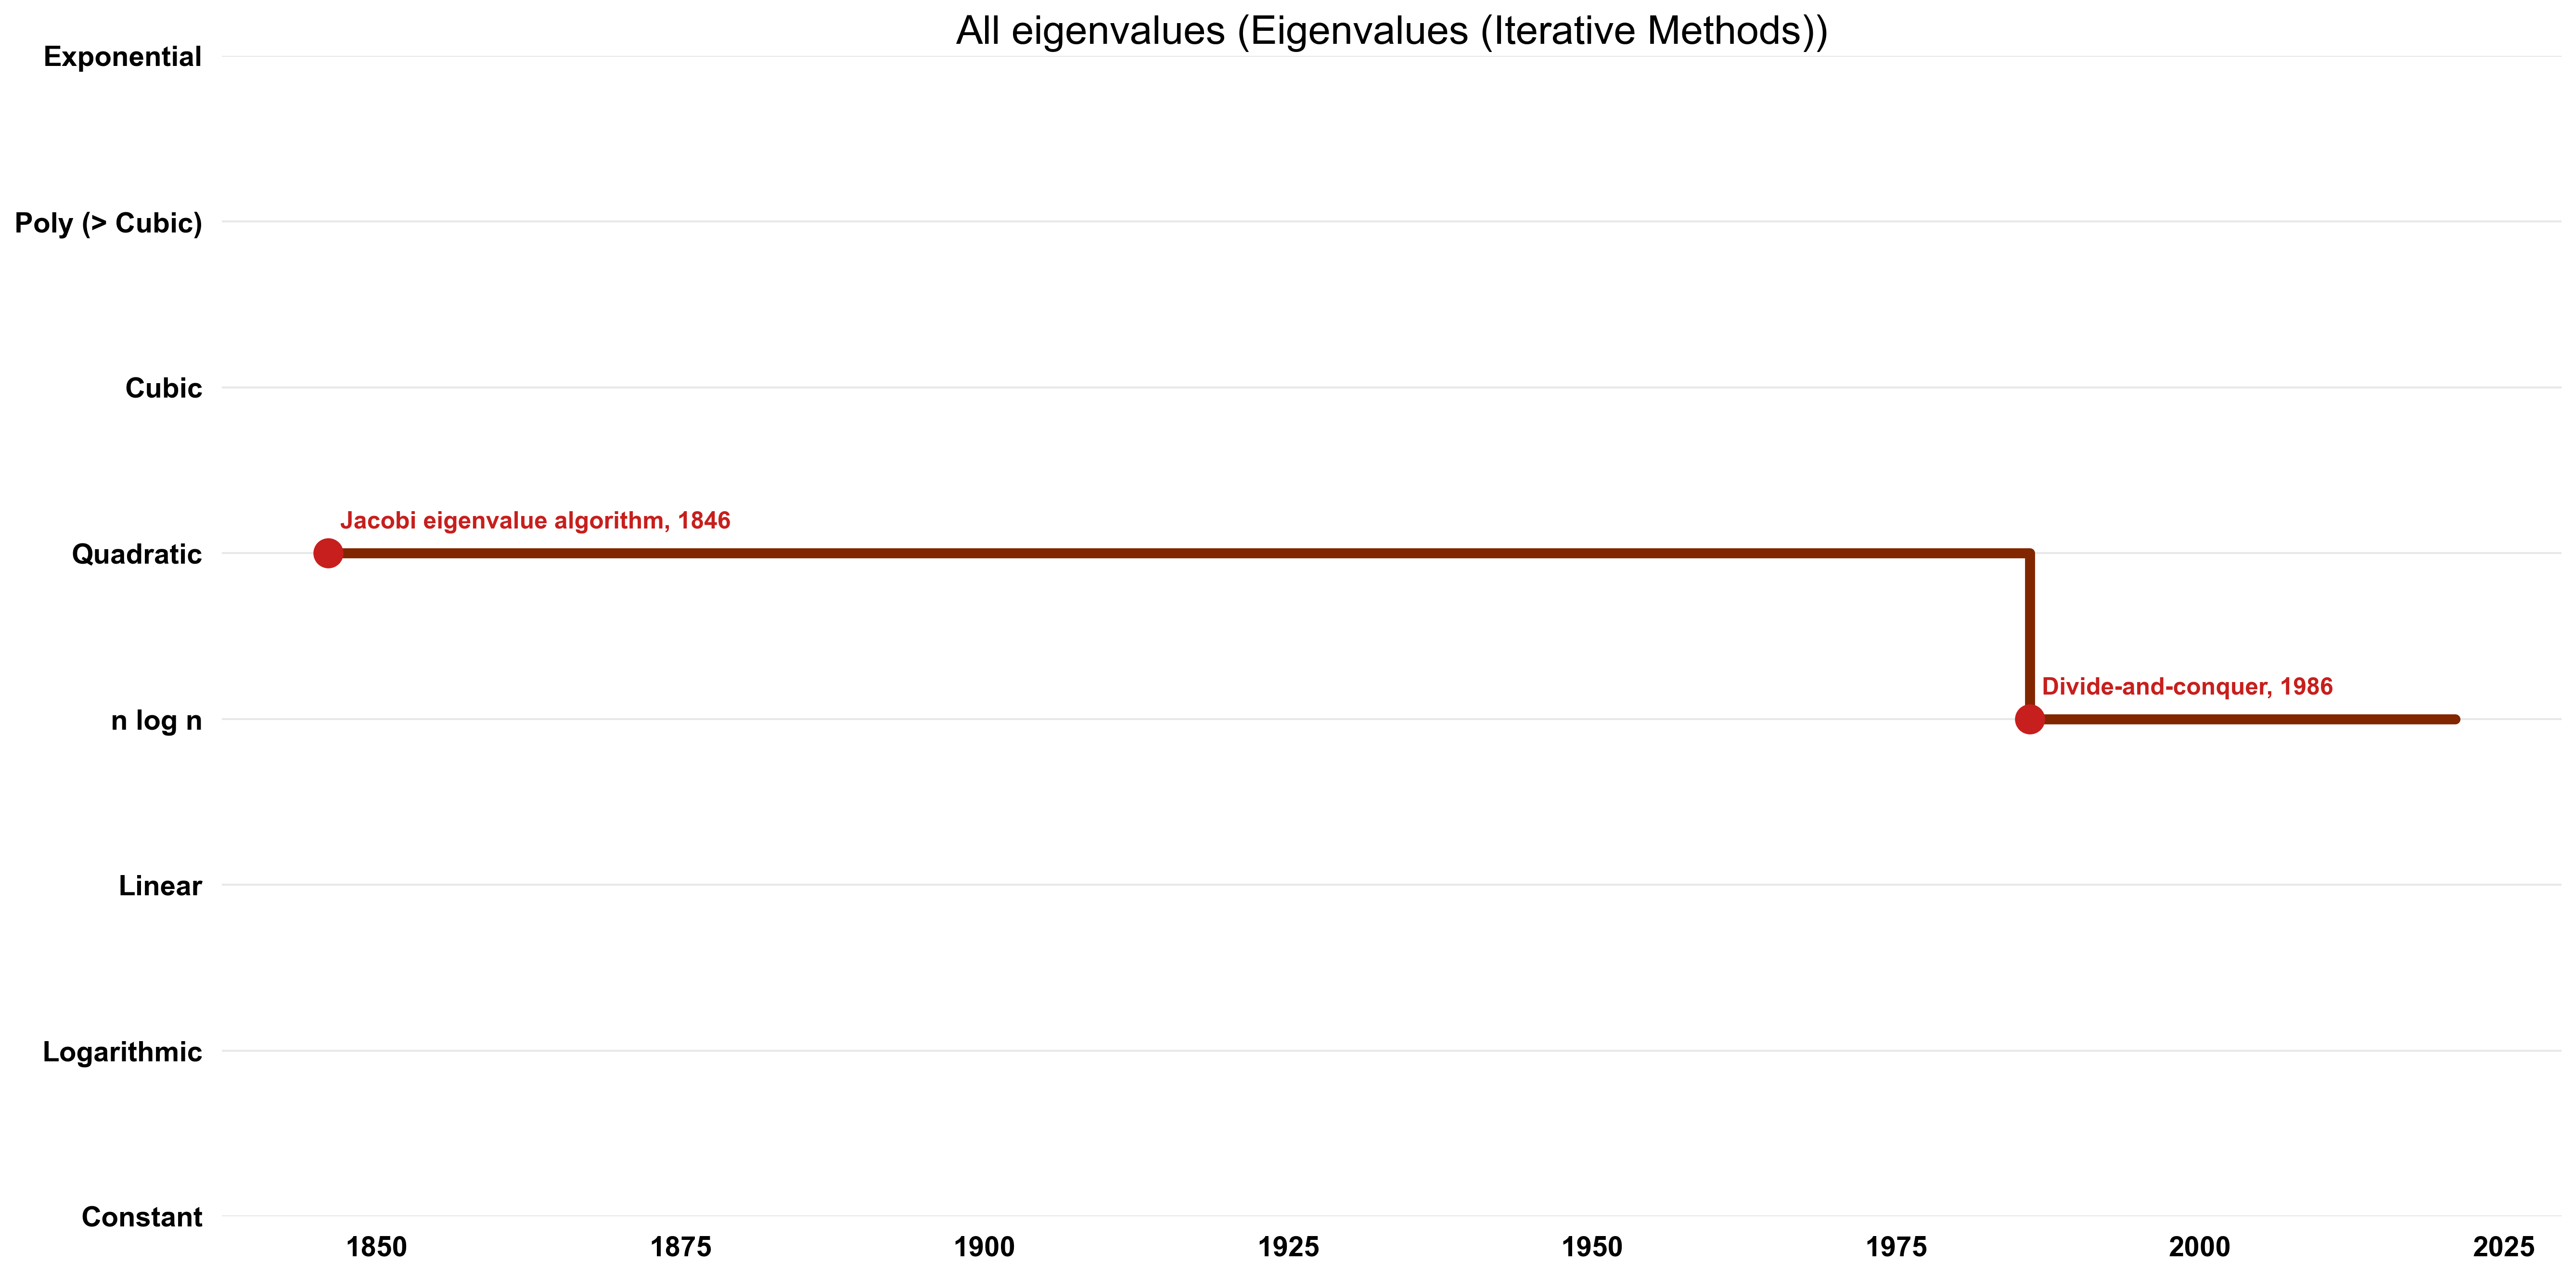 All eigenvalues (Eigenvalues (Iterative Methods))
Exponential
Poly (> Cubic)
Cubic
Jacobi eigenvalue algorithm, 1846
Quadratic
Divide-and-conquer, 1986
n log n
Linear
Logarithmic
Constant
1850 1875 1900 1925 1950 1975 2000 2025